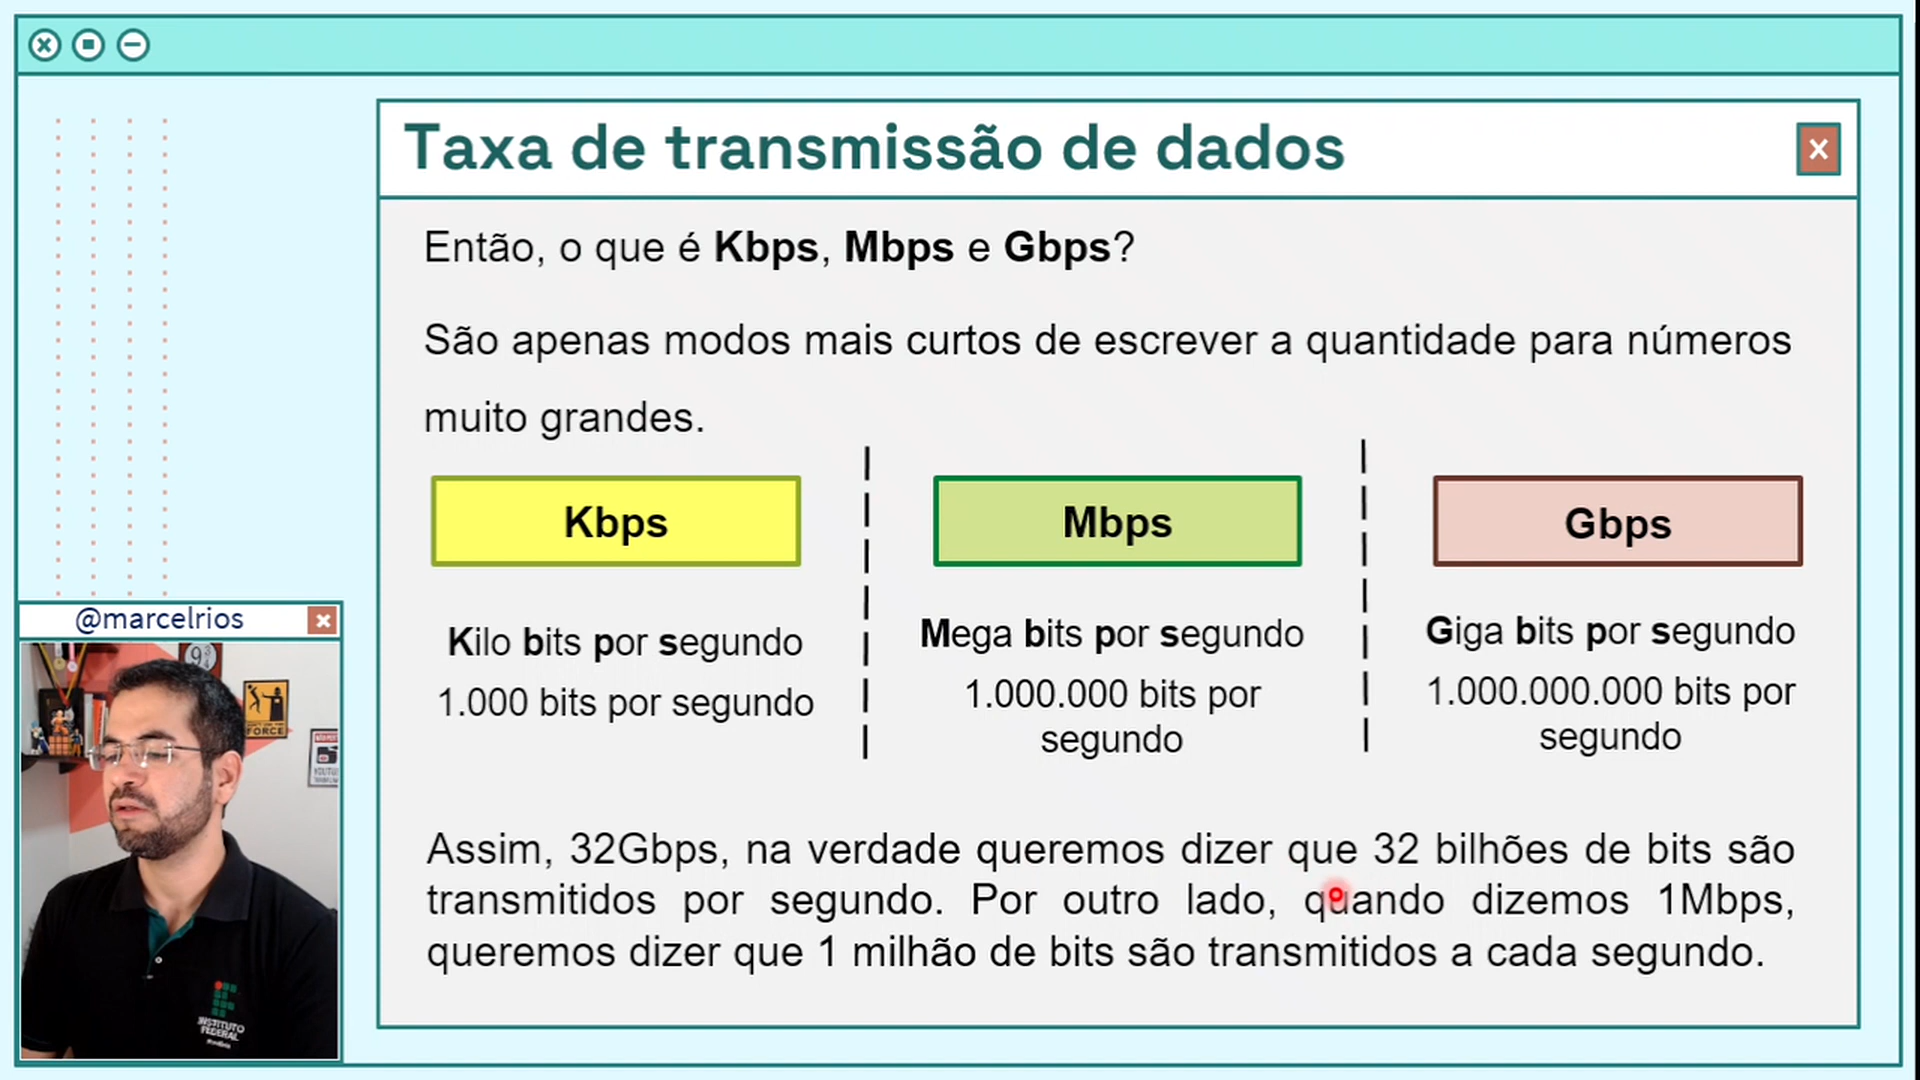 Taxa de transmissão de dados
Então, o que é Kbps, Mbps e Gbps?
São apenas modos mais curtos de escrever a quantidade para números
muito grandes.
Kbps
Kilo bits por segundo
1.000 bits por segundo
Mbps
Mega bits por segundo
1.000.000 bits por
segundo
Gbps
Giga bits por segundo
1.000.000.000 bits por
segundo
Assim, 32Gbps, na verdade queremos dizer que 32 bilhões de bits são
transmitidos por segundo. Por outro lado, quando dizemos 1Mbps,
queremos dizer que 1 milhão de bits são transmitidos a cada segundo.
@marcelrios
FORCE
INSTITUTO
FEDERAL